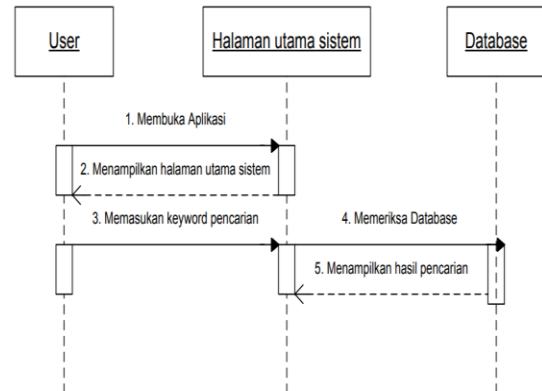 User
Halaman utama sistem
Database
1. Membuka Aplikasi
2. Menampilkan halaman utama sistem
3. Memasukan keyword pencarian
4. Memeriksa Database
5. Menampilkan hasil pencarian